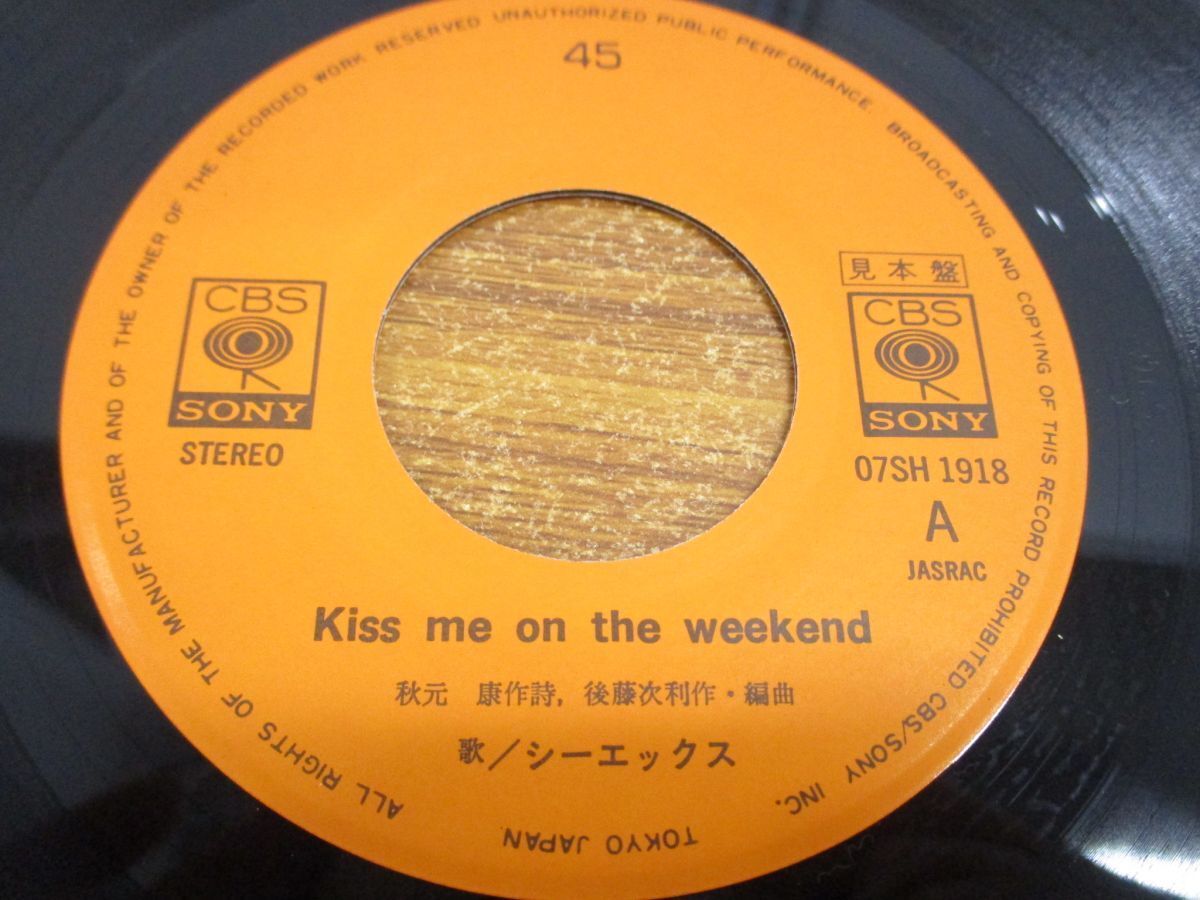 45
ALL RIGHTS OF THE MANUFACTURER AND OF THE OWNER OF THE RECORDED WORK RESERVED UNAUTHORIZED PUBLIC PERFORMANCE. BROADCASTING AND COPYING OF THIS RECORD PROHIBITED CBS/SONY INC.
TOKYO JAPAN
CBS
SONY
STEREO
見本盤
CBS
SONY
07SH 1918
A
JASRAC
Kiss me on the weekend
秋元 康作詩, 後藤次利作・編曲
歌/シーエックス